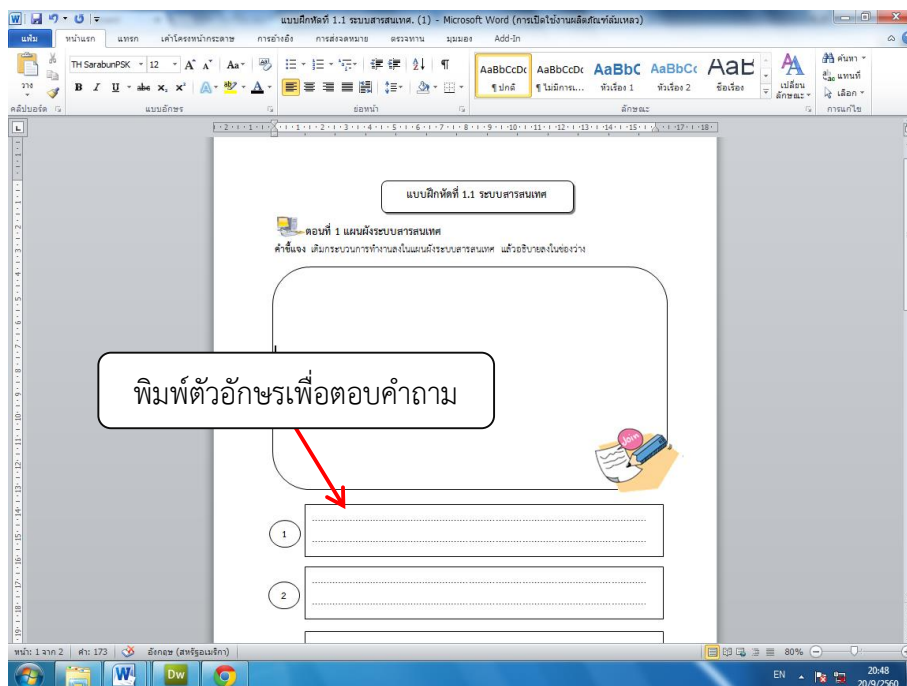 แบบฝึกหัดที่ 1.1 ระบบสารสนเทศ. (1) - Microsoft Word (การเปิดใช้งานผลิตภัณฑ์ล้มเหลว)
แฟ้ม หน้าแรก แทรก เค้าโครงหน้ากระดาษ การอ้างอิง การส่งจดหมาย ตรวจทาน มุมมอง Add-In
TH SarabunPSK 12
วาง
AaBbCcDc AaBbCcDc AaBbC AaBbCc AaB
¶ ปกติ ¶ ไม่มีการ... หัวเรื่อง 1 หัวเรื่อง 2 ชื่อเรื่อง
เปลี่ยน ลักษณะ
ค้นหา
แทนที่
เลือก
คลิปบอร์ด แบบอักษร ย่อหน้า ลักษณะ การแก้ไข
แบบฝึกหัดที่ 1.1 ระบบสารสนเทศ
ตอนที่ 1 แผนผังระบบสารสนเทศ
คำชี้แจง เติมกระบวนการทำงานลงในแผนผังระบบสารสนเทศ แล้วอธิบายลงในช่องว่าง
พิมพ์ตัวอักษรเพื่อตอบคำถาม
Join
1
2
หน้า: 1 จาก 2 คำ: 173 อังกฤษ (สหรัฐอเมริกา) 80%
Dw
EN 20:48
20/9/2560